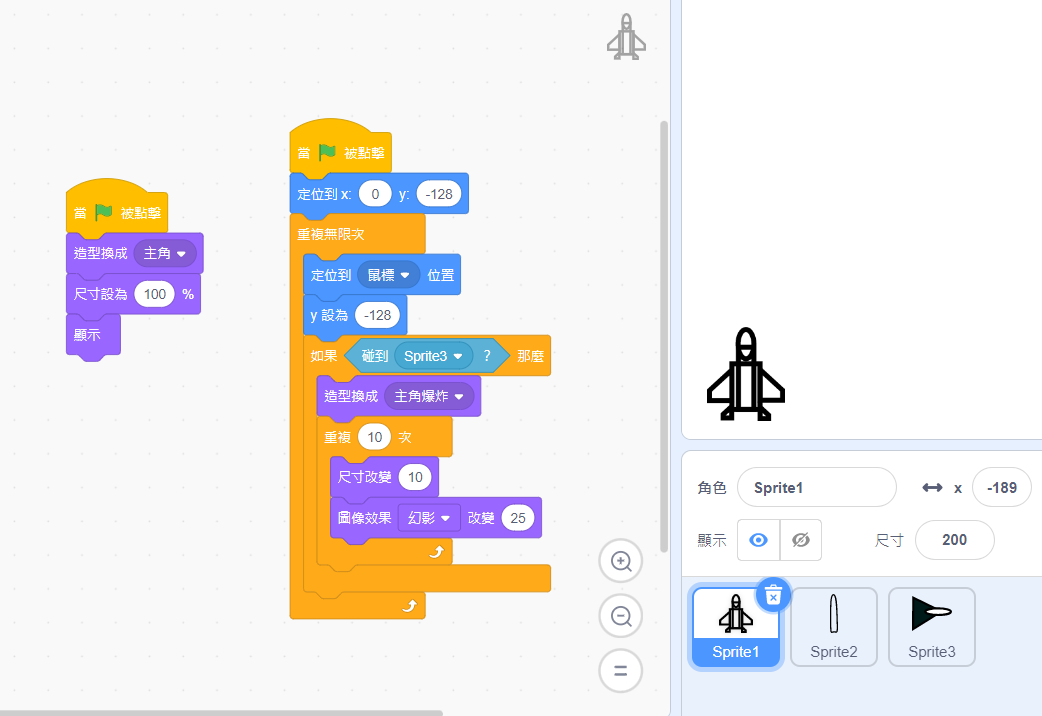 當 被點擊
造型換成 主角
尺寸設為 100 %
顯示
當 被點擊
定位到 x: 0 y: -128
重複無限次
定位到 鼠標 位置
y 設為 -128
如果 碰到 Sprite3 ? 那麼
造型換成 主角爆炸
重複 10 次
尺寸改變 10
圖像效果 幻影 改變 25
角色 Sprite1 x -189
顯示 尺寸 200
Sprite1 Sprite2 Sprite3